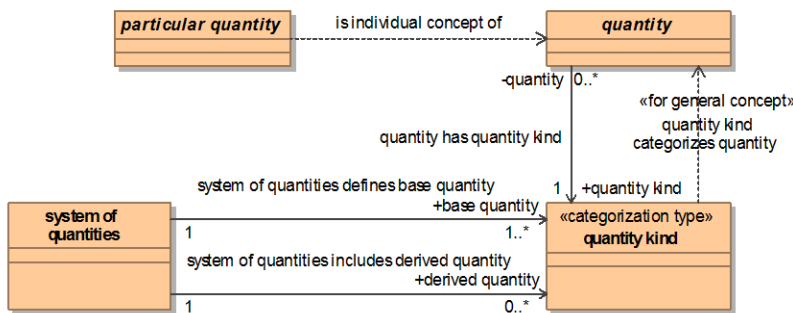 particular quantity
is individual concept of
quantity
-quantity
0..*
«for general concept»
quantity kind
categorizes quantity
quantity has quantity kind
system of quantities defines base quantity
1
+quantity kind
+base quantity
system of
quantities
1
1..*
«categorization type»
quantity kind
system of quantities includes derived quantity
+derived quantity
1
0..*